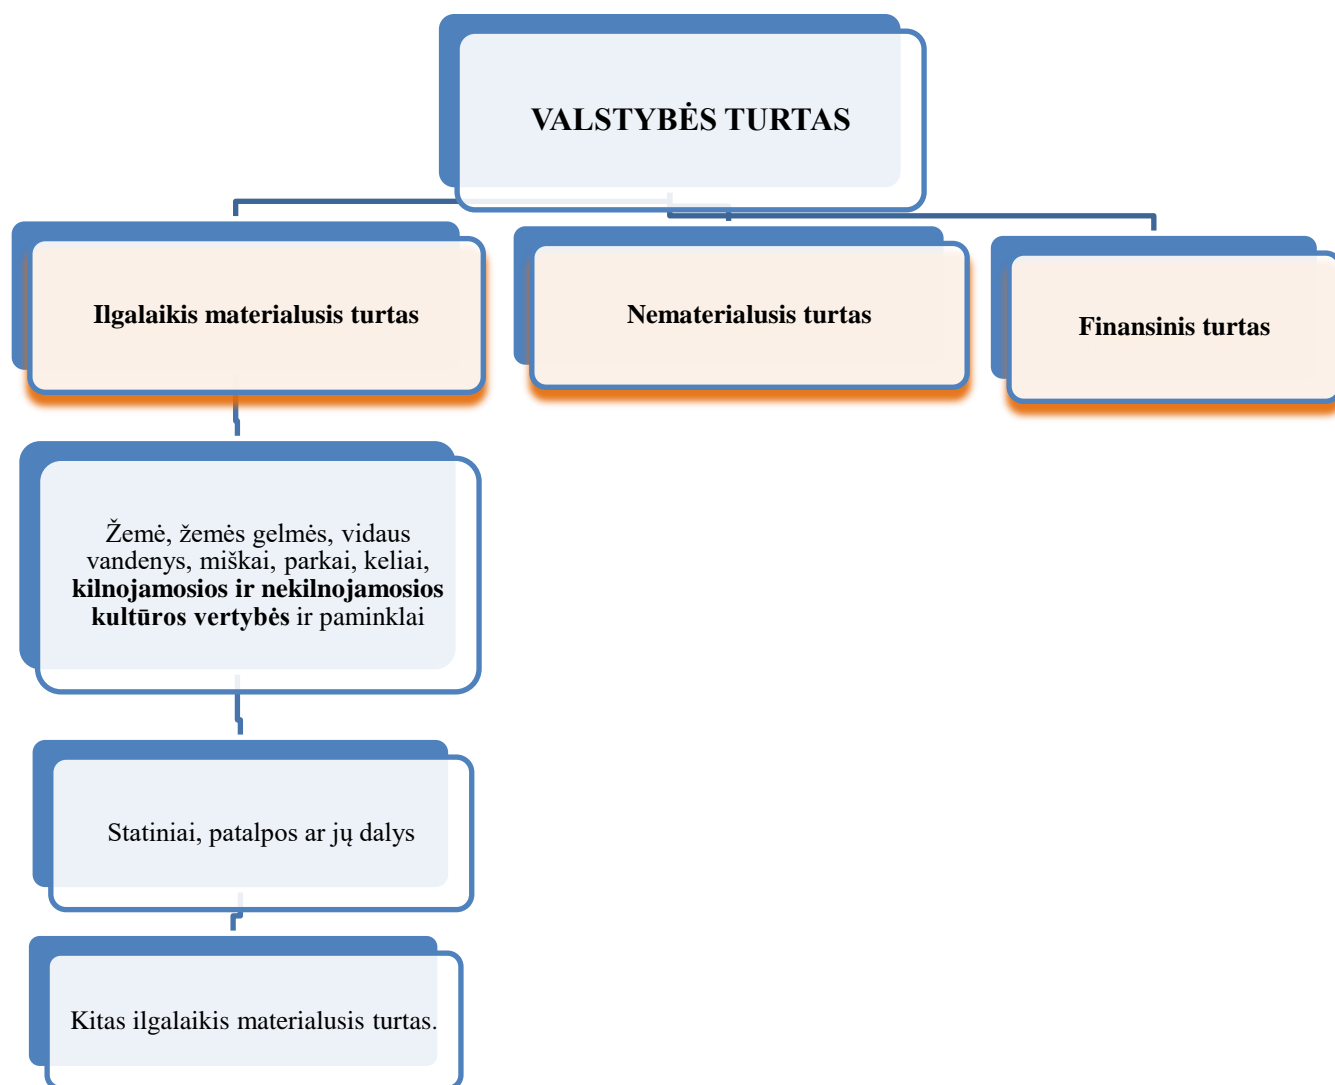 VALSTYBĖS TURTAS
Ilgalaikis materialusis turtas
Nematerialusis turtas
Finansinis turtas
Žemė, žemės gelmės, vidaus
vandenys, miškai, parkai, keliai,
kilnojamosios ir nekilnojamosios
kultūros vertybės ir paminklai
Statiniai, patalpos ar jų dalys
Kitas ilgalaikis materialusis turtas.